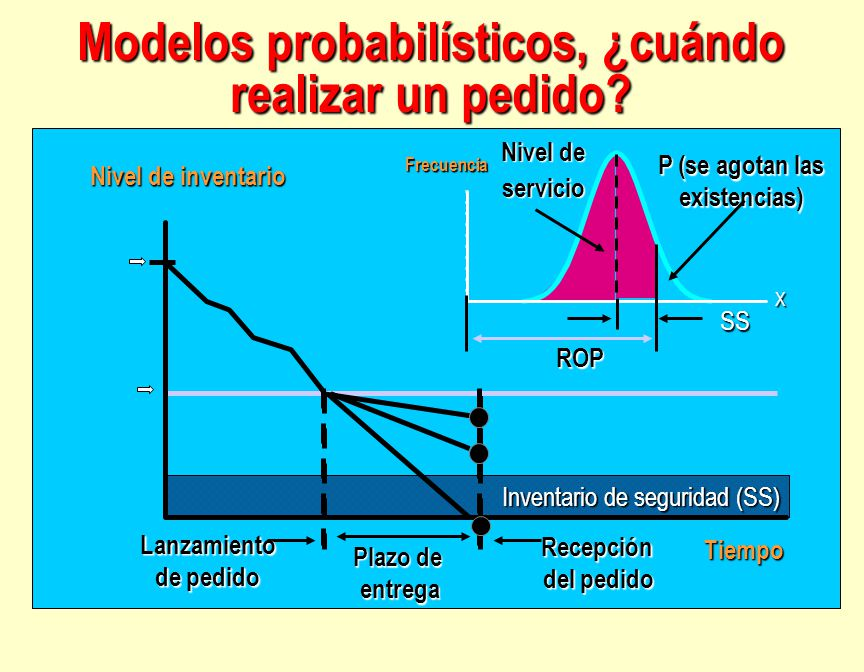 Modelos probabilísticos, ¿cuándo
realizar un pedido?
Nivel de inventario
Frecuencia
Nivel de
servicio
P (se agotan las
existencias)
X
SS
ROP
Inventario de seguridad (SS)
Lanzamiento
de pedido
Plazo de
entrega
Recepción
del pedido
Tiempo